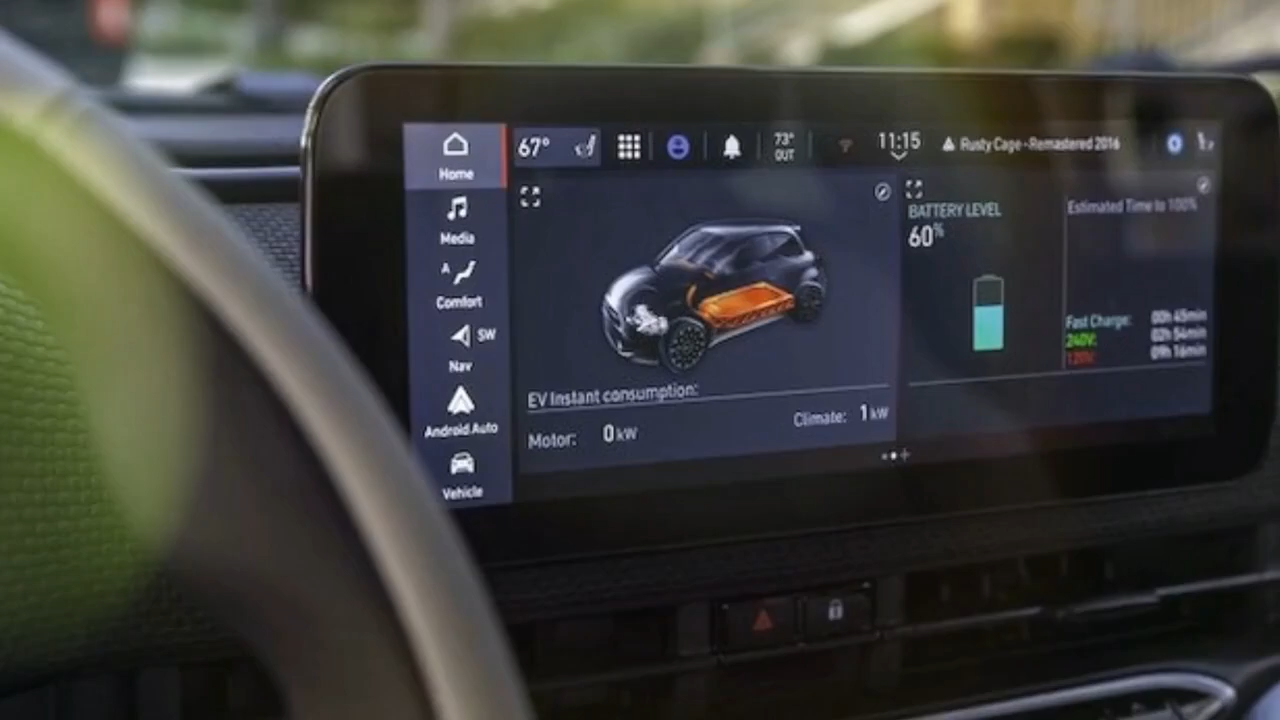 Home
Media
A
Comfort
SW
Nav
Android Auto
Vehicle
67°
73°
OUT
11:15
Rusty Cage - Remastered 2016
EV Instant consumption:
Motor: 0 kW
Climate: 1 kW
BATTERY LEVEL
60%
Estimated Time to 100%
Fast Charge: 00h 45min
240V: 02h 54min
120V: 09h 16min